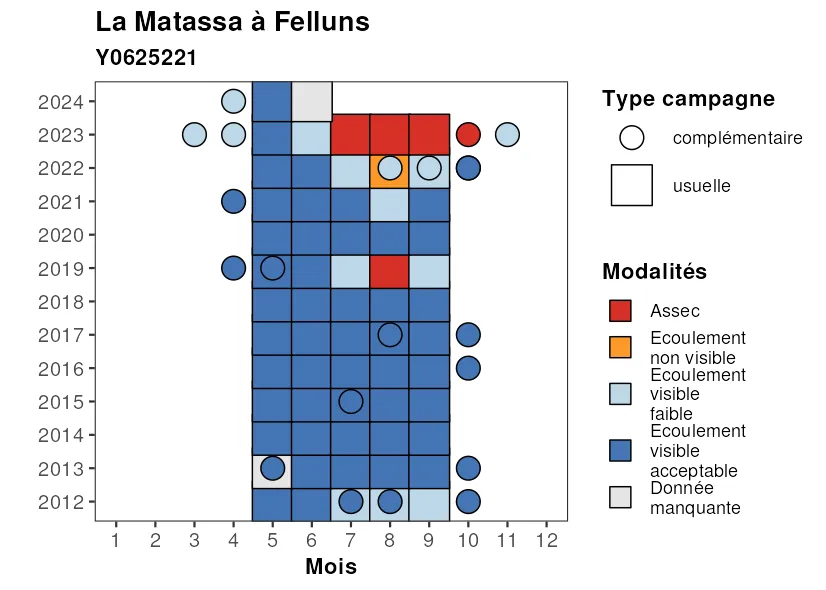 La Matassa à Felluns
Y0625221
2024
2023
2022
2021
2020
2019
2018
2017
2016
2015
2014
2013
2012
1 2 3 4 5 6 7 8 9 10 11 12
Mois
Type campagne
complémentaire
usuelle
Modalités
Assec
Ecoulement
non visible
Ecoulement
visible
faible
Ecoulement
visible
acceptable
Donnée
manquante